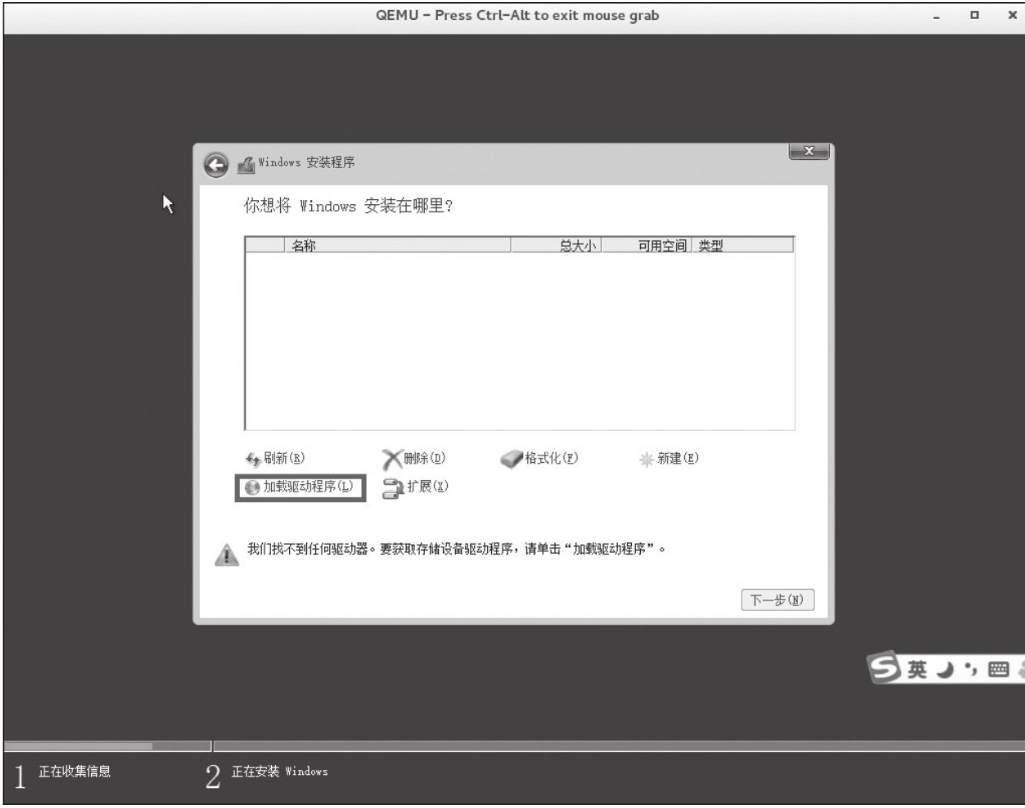 QEMU - Press Ctrl-Alt to exit mouse grab
Windows 安装程序
你想将 Windows 安装在哪里?
名称 总大小 可用空间 类型
刷新(R) 删除(D) 格式化(F) 新建(E)
加载驱动程序(L) 扩展(X)
我们找不到任何驱动器。要获取存储设备驱动程序，请单击“加载驱动程序”。
下一步(N)
S 英
1 正在收集信息 2 正在安装 Windows